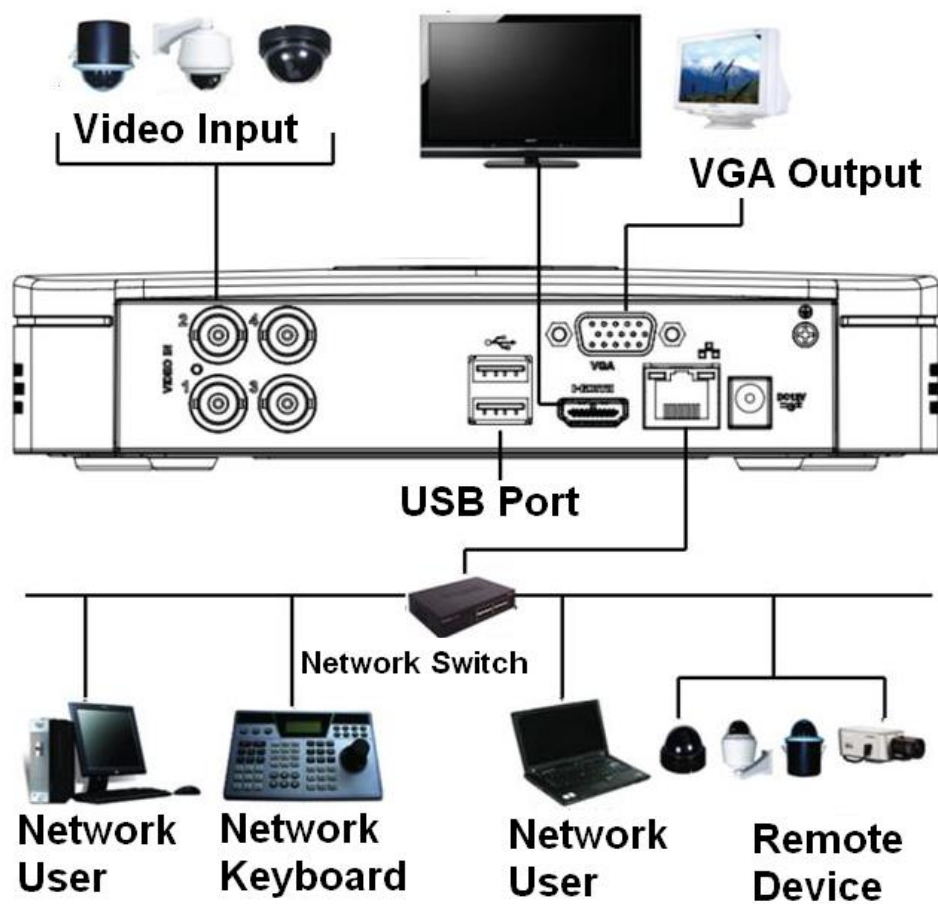 Video Input
VGA Output
2
4
VIDEO IN
1
3
VGA
HDMI
DC12V
USB Port
Network Switch
Network User
Network Keyboard
Network User
Remote Device